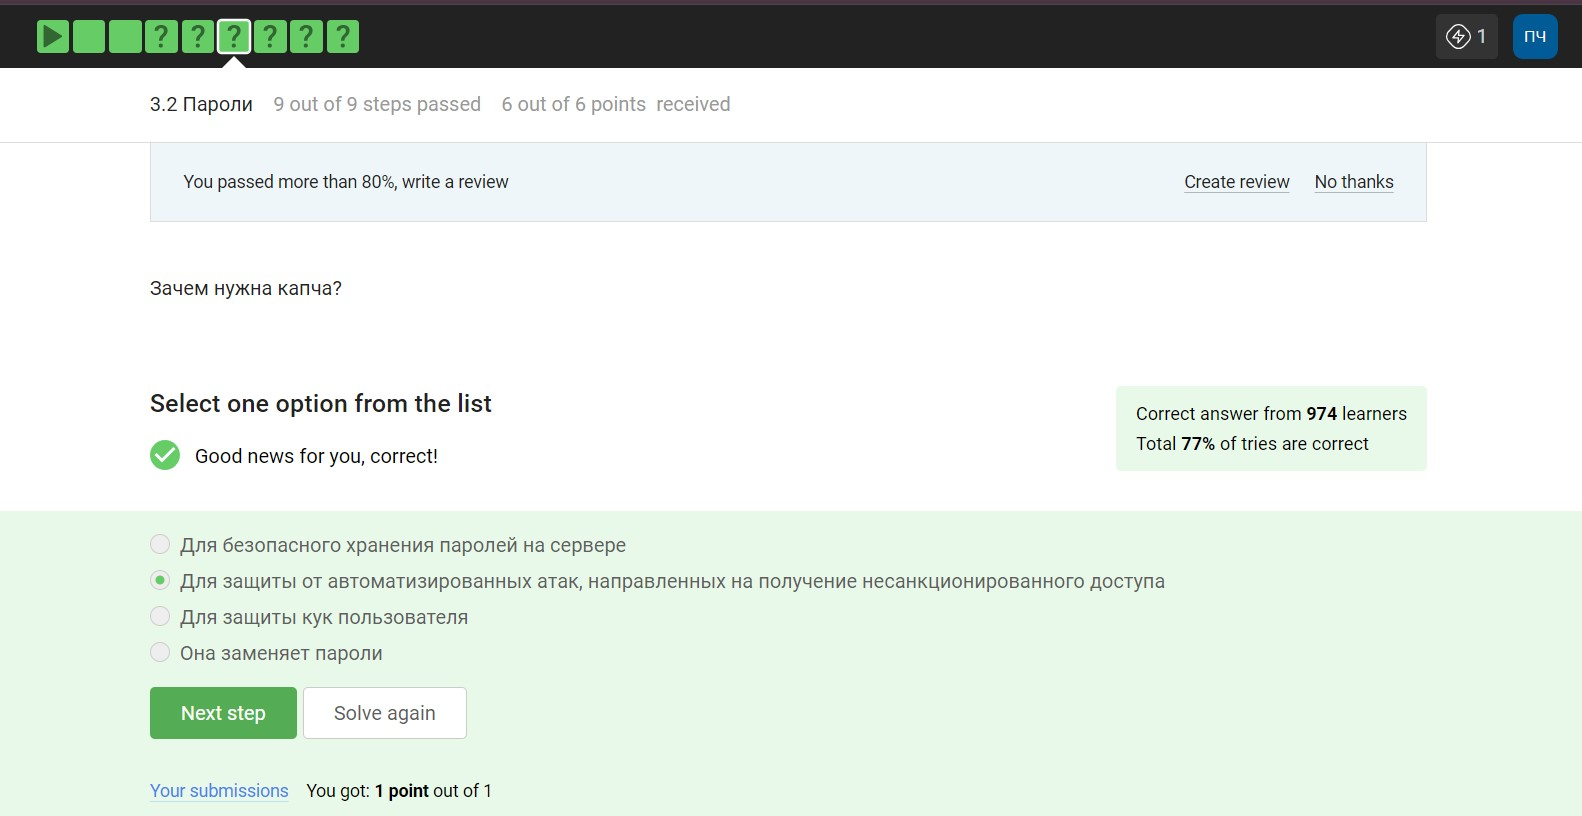 ? ? ? ? ? ?
1
ПЧ
3.2 Пароли 9 out of 9 steps passed 6 out of 6 points received
You passed more than 80%, write a review Create review No thanks
Зачем нужна капча?
Select one option from the list
Good news for you, correct!
Correct answer from 974 learners
Total 77% of tries are correct
Для безопасного хранения паролей на сервере
Для защиты от автоматизированных атак, направленных на получение несанкционированного доступа
Для защиты кук пользователя
Она заменяет пароли
Next step Solve again
Your submissions You got: 1 point out of 1